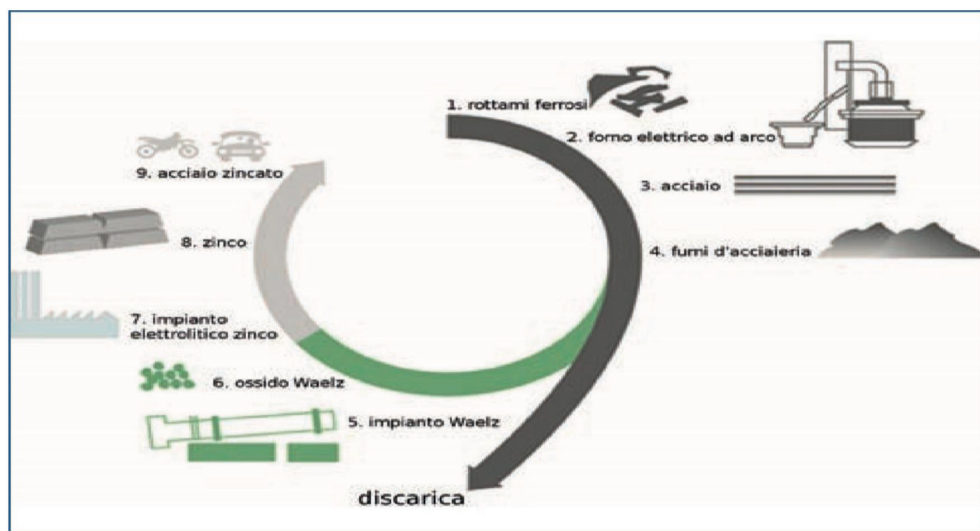 1. rottami ferrosi
2. forno elettrico ad arco
3. acciaio
4. fumi d'acciaieria
5. impianto Waelz
6. ossido Waelz
7. impianto
elettrolitico zinco
8. zinco
9. acciaio zincato
discarica